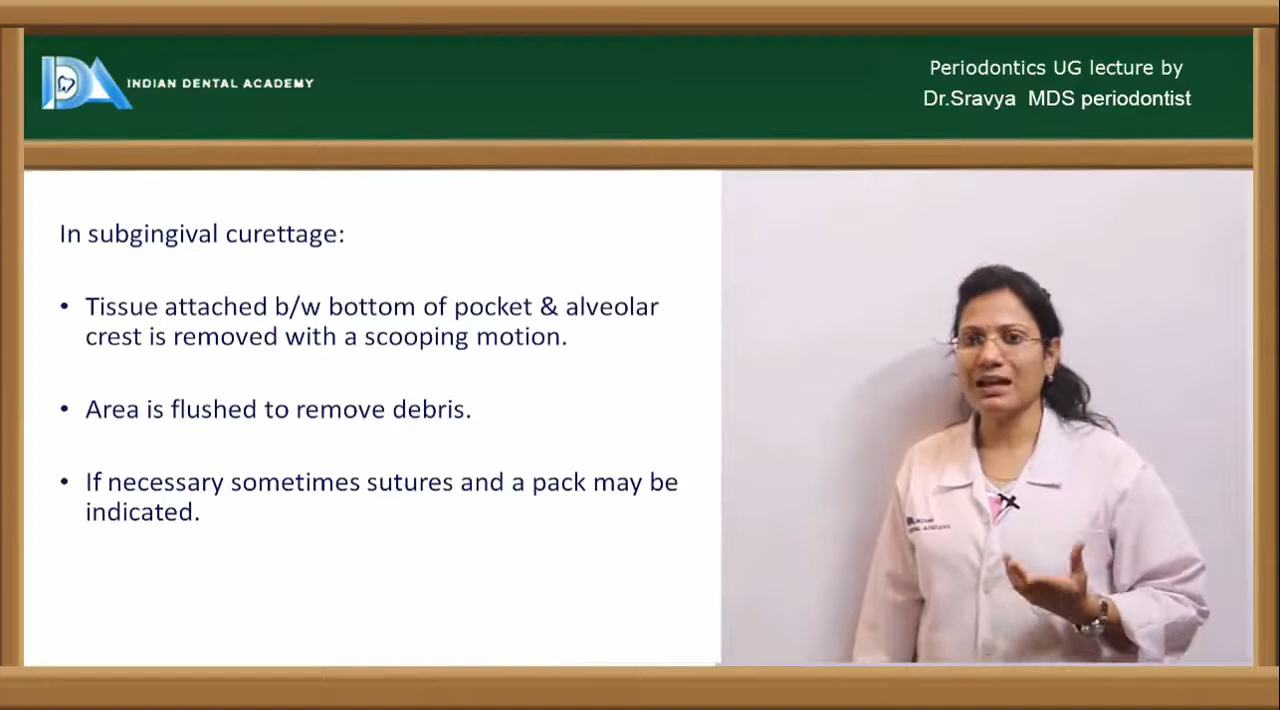 INDIAN DENTAL ACADEMY
Periodontics UG lecture by
Dr.Sravya MDS periodontist
In subgingival curettage:
• Tissue attached b/w bottom of pocket & alveolar
crest is removed with a scooping motion.
• Area is flushed to remove debris.
• If necessary sometimes sutures and a pack may be
indicated.